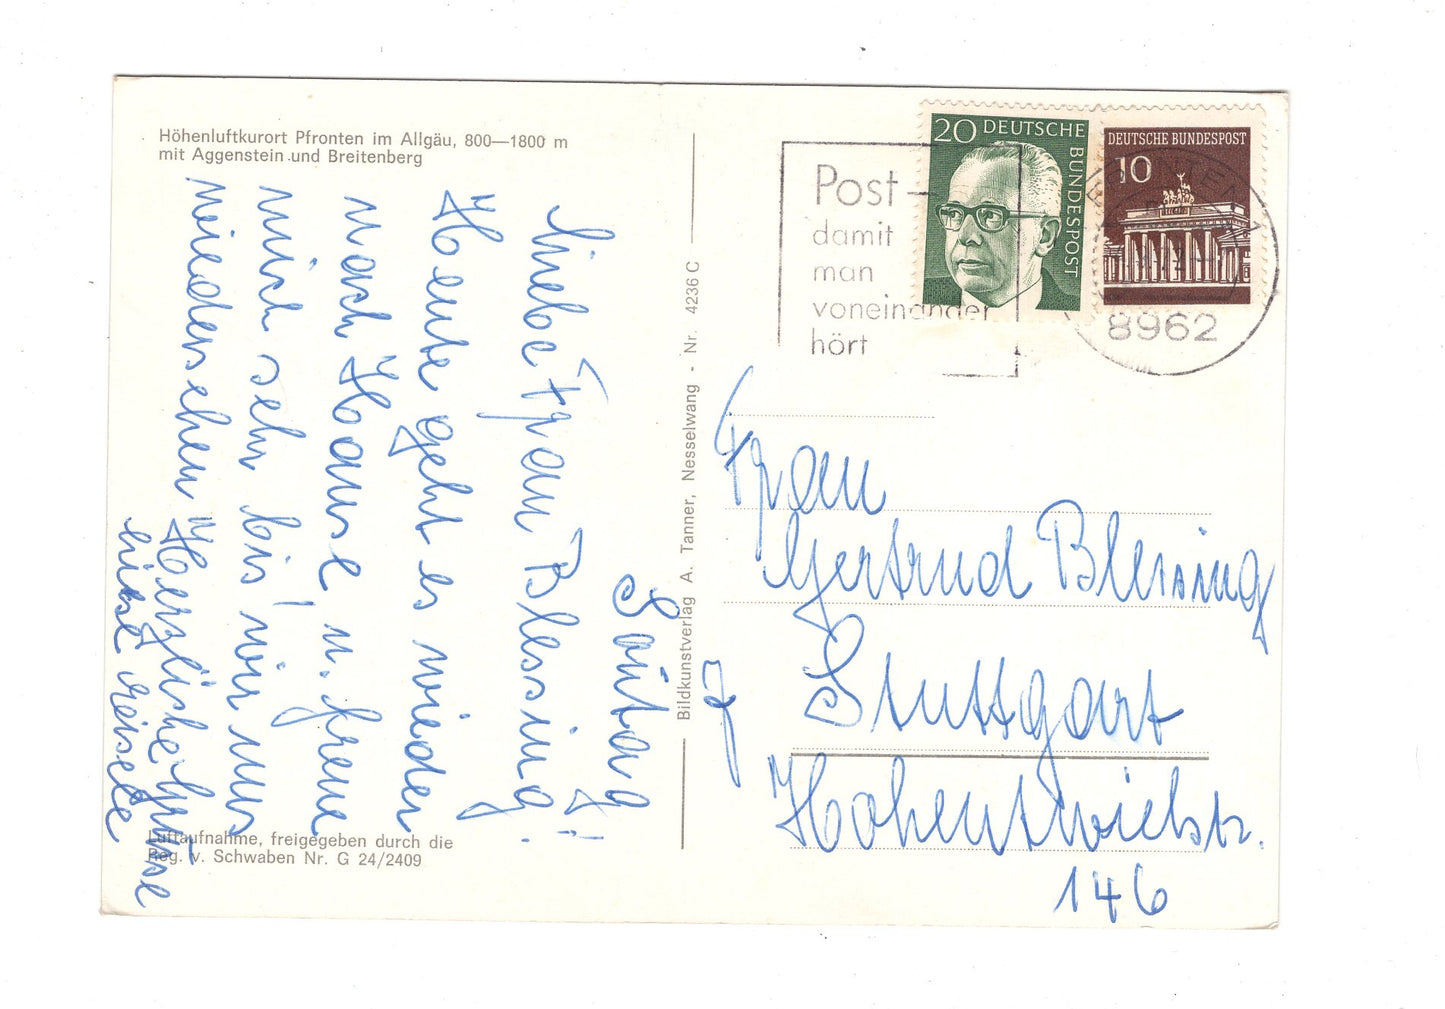 Höhenluftkurort Pfronten im Allgäu, 800—1800 m
mit Aggenstein und Breitenberg
Sontag!
Liebe Frau Blessing.
Heute geht es wieder
nach Hause u. freue
mich sehr bis wir uns
wiedersehen!
Herzliche Grüsse
Luise
Luftaufnahme, freigegeben durch die
Reg. v. Schwaben Nr. G 24/2409
Bildkunstverlag A. Tanner, Nesselwang - Nr. 4236 C
Post –
damit
man
voneinander
hört
20 DEUTSCHE BUNDESPOST
DEUTSCHE BUNDESPOST
10
8962
Frau
Gertrud Blessing
7 Stuttgart
Hohentwielstr.
146